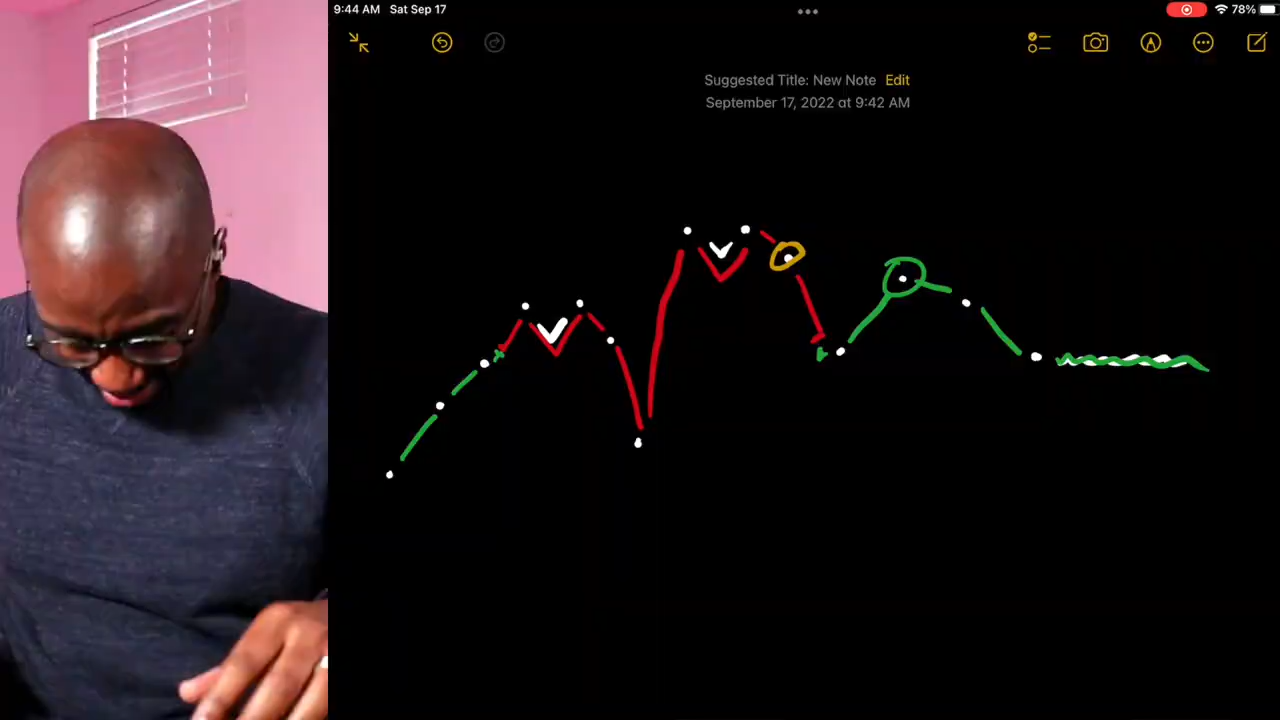 9:44 AM Sat Sep 17
78%
Suggested Title: New Note Edit
September 17, 2022 at 9:42 AM